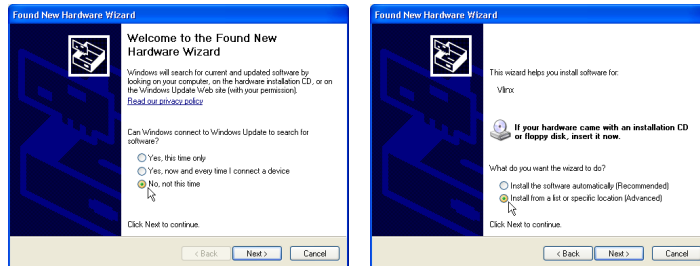 Found New Hardware Wizard
Welcome to the Found New
Hardware Wizard
Windows will search for current and updated software by
looking on your computer, on the hardware installation CD, or on
the Windows Update Web site (with your permission).
Read our privacy policy
Can Windows connect to Windows Update to search for
software?
Yes, this time only
Yes, now and every time I connect a device
No, not this time
Click Next to continue.
< Back Next > Cancel
Found New Hardware Wizard
This wizard helps you install software for:
Vlinx
If your hardware came with an installation CD
or floppy disk, insert it now.
What do you want the wizard to do?
Install the software automatically (Recommended)
Install from a list or specific location (Advanced)
Click Next to continue.
< Back Next > Cancel